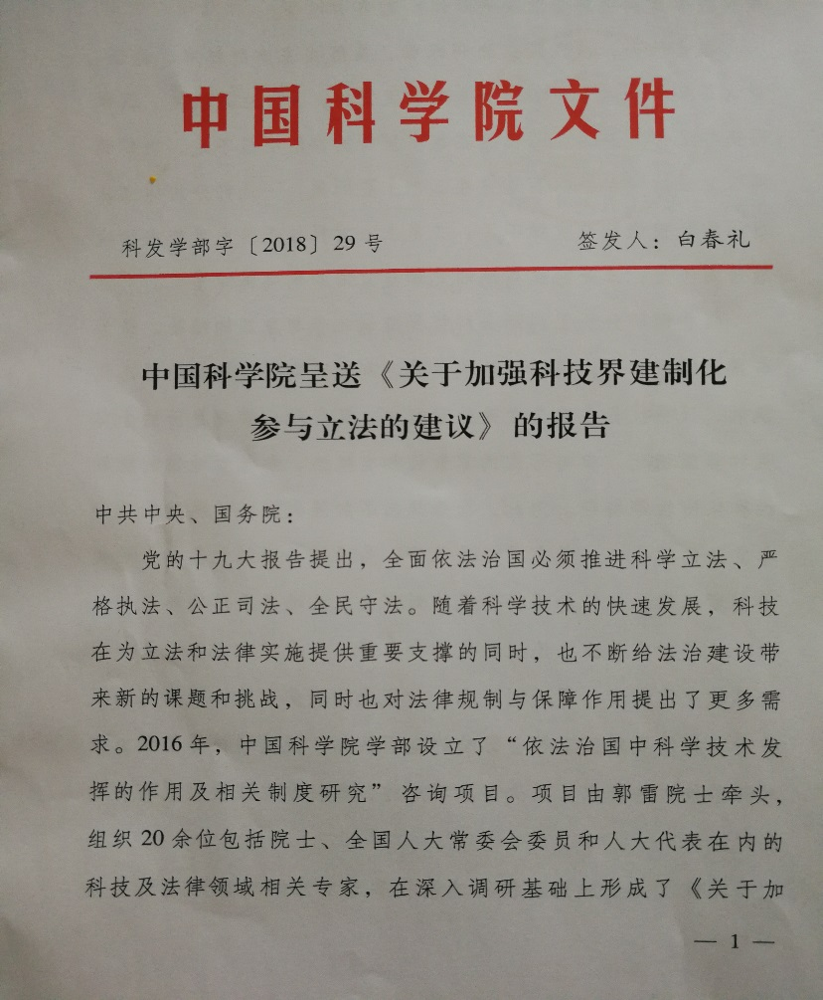 中国科学院文件
科发学部字〔2018〕29号 签发人：白春礼
中国科学院呈送《关于加强科技界建制化
参与立法的建议》的报告
中共中央、国务院：
党的十九大报告提出，全面依法治国必须推进科学立法、严
格执法、公正司法、全民守法。随着科学技术的快速发展，科技
在为立法和法律实施提供重要支撑的同时，也不断给法治建设带
来新的课题和挑战，同时也对法律规制与保障作用提出了更多需
求。2016年，中国科学院学部设立了“依法治国中科学技术发
挥的作用及相关制度研究”咨询项目。项目由郭雷院士牵头，
组织20余位包括院士、全国人大常委会委员和人大代表在内的
科技及法律领域相关专家，在深入调研基础上形成了《关于加
— 1 —